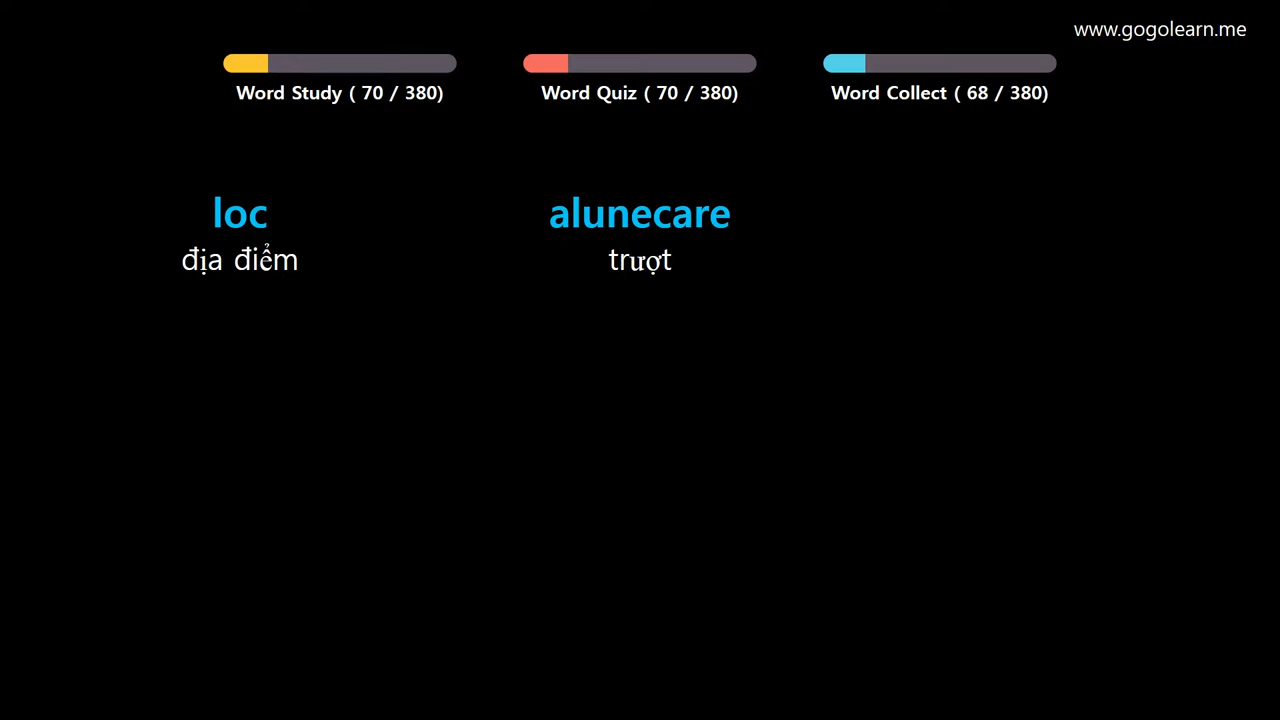 www.gogolearn.me
Word Study ( 70 / 380)
Word Quiz ( 70 / 380)
Word Collect ( 68 / 380)
loc
địa điểm
alunecare
trượt